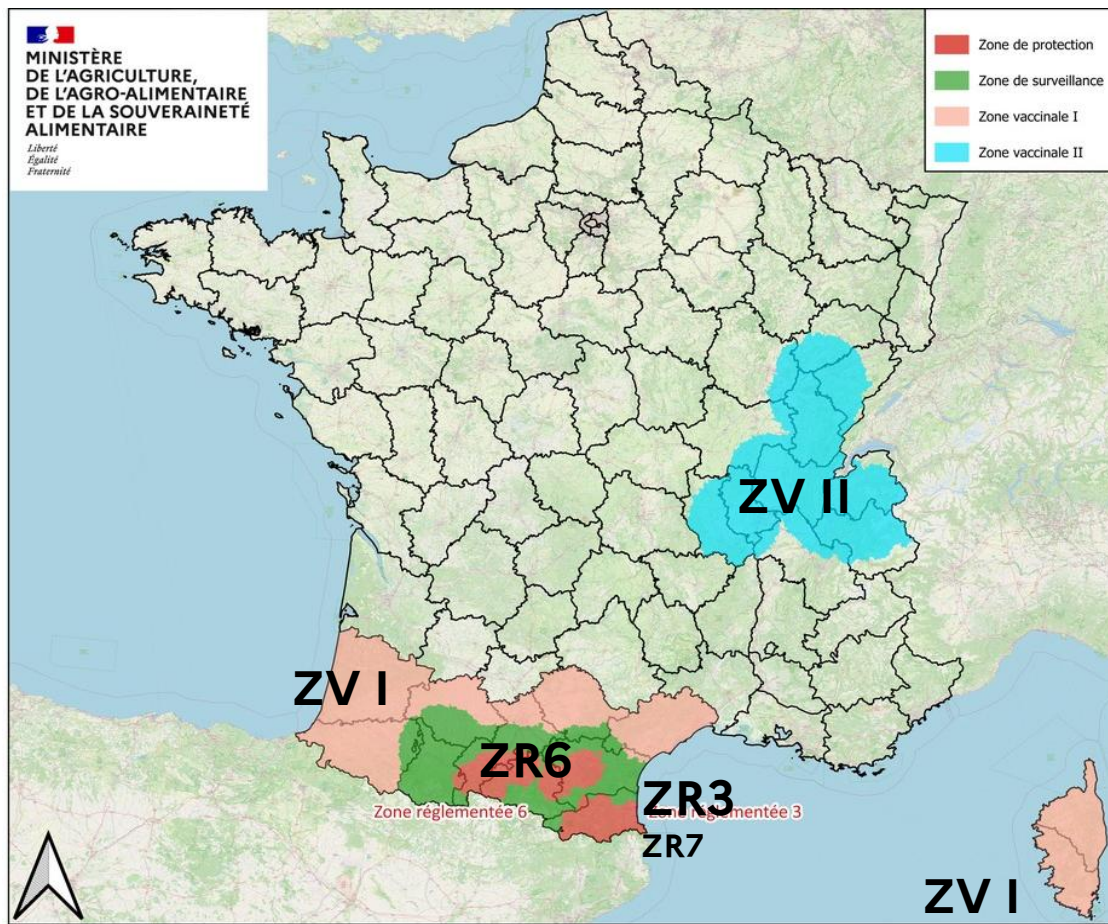 MINISTÈRE
DE L'AGRICULTURE,
DE L'AGRO-ALIMENTAIRE
ET DE LA SOUVERAINETÉ
ALIMENTAIRE
Liberté
Égalité
Fraternité
Zone de protection
Zone de surveillance
Zone vaccinale I
Zone vaccinale II
ZV II
ZV I
ZR6
ZR3
Zone réglementée 6
Zone réglementée 3
ZR7
ZV I